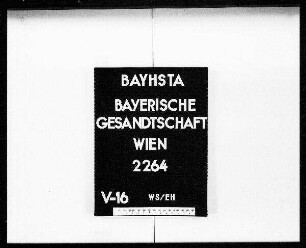 BAYHSTA
BAYERISCHE
GESANDTSCHAFT
WIEN
2264
V-16 WS/EH